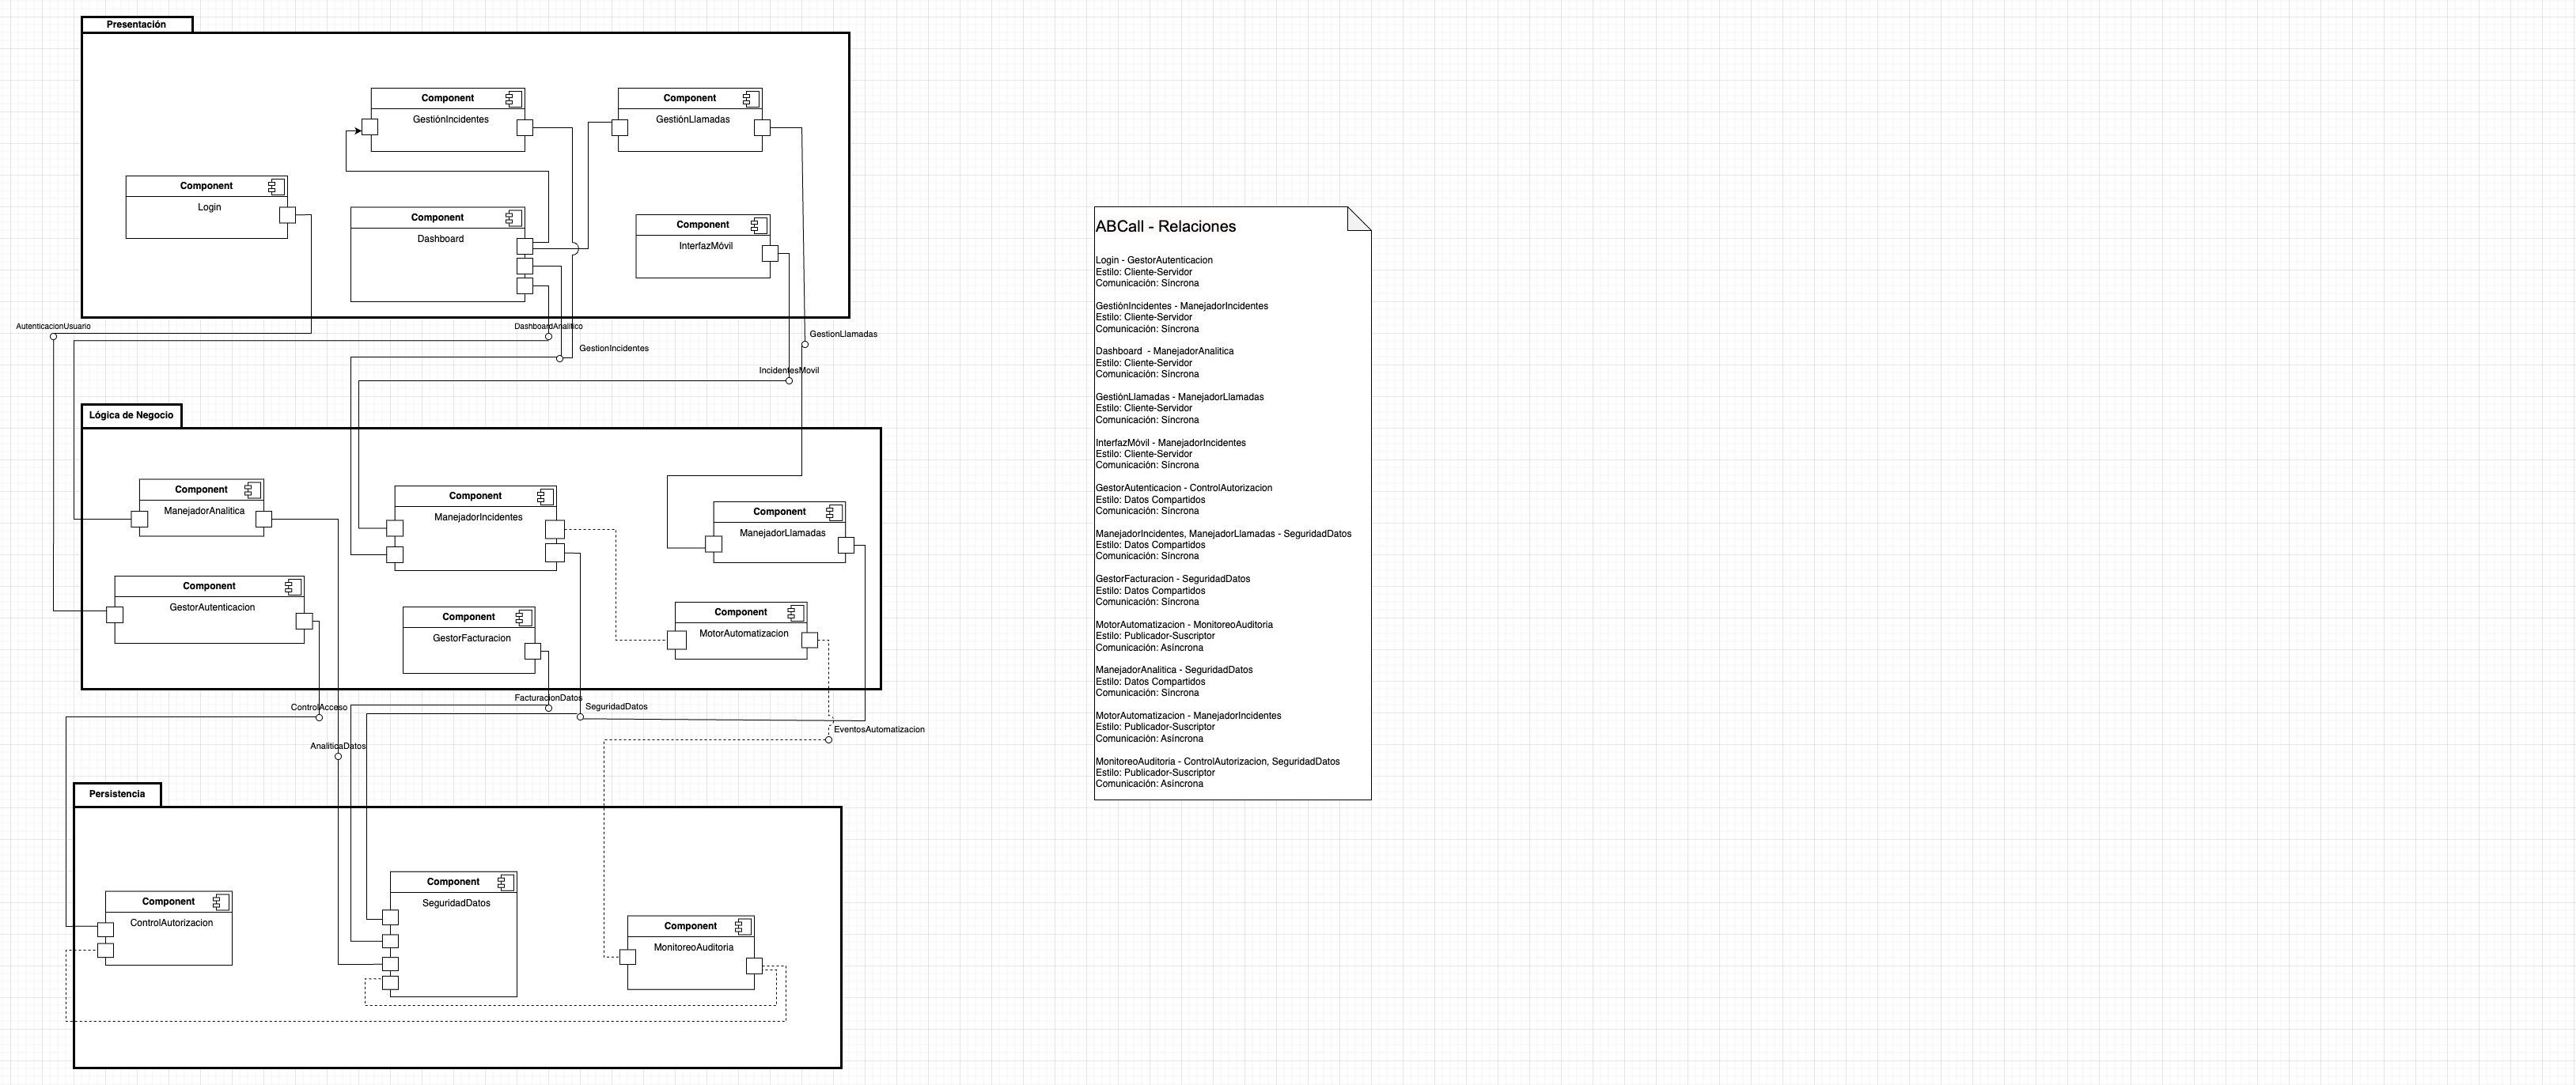 Presentación
Component
GestiónIncidentes
Component
GestiónLlamadas
Component
Login
Component
Dashboard
Component
InterfazMóvil
AutenticacionUsuario
DashboardAnalitico
GestionLlamadas
GestionIncidentes
IncidentesMovil
Lógica de Negocio
Component
ManejadorAnalitica
Component
ManejadorIncidentes
Component
ManejadorLlamadas
Component
GestorAutenticacion
Component
GestorFacturacion
Component
MotorAutomatizacion
FacturacionDatos
ControlAcceso
SeguridadDatos
EventosAutomatizacion
AnaliticaDatos
Persistencia
Component
ControlAutorizacion
Component
SeguridadDatos
Component
MonitoreoAuditoria
ABCall - Relaciones
Login - GestorAutenticacion
Estilo: Cliente-Servidor
Comunicación: Síncrona
GestiónIncidentes - ManejadorIncidentes
Estilo: Cliente-Servidor
Comunicación: Síncrona
Dashboard - ManejadorAnalitica
Estilo: Cliente-Servidor
Comunicación: Síncrona
GestiónLlamadas - ManejadorLlamadas
Estilo: Cliente-Servidor
Comunicación: Síncrona
InterfazMóvil - ManejadorIncidentes
Estilo: Cliente-Servidor
Comunicación: Síncrona
GestorAutenticacion - ControlAutorizacion
Estilo: Datos Compartidos
Comunicación: Síncrona
ManejadorIncidentes, ManejadorLlamadas - SeguridadDatos
Estilo: Datos Compartidos
Comunicación: Síncrona
GestorFacturacion - SeguridadDatos
Estilo: Datos Compartidos
Comunicación: Síncrona
MotorAutomatizacion - MonitoreoAuditoria
Estilo: Publicador-Suscriptor
Comunicación: Asíncrona
ManejadorAnalitica - SeguridadDatos
Estilo: Datos Compartidos
Comunicación: Síncrona
MotorAutomatizacion - ManejadorIncidentes
Estilo: Publicador-Suscriptor
Comunicación: Asíncrona
MonitoreoAuditoria - ControlAutorizacion, SeguridadDatos
Estilo: Publicador-Suscriptor
Comunicación: Asíncrona